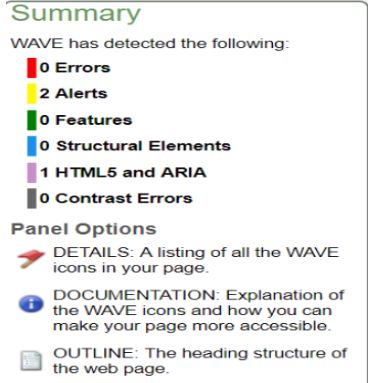 Summary
WAVE has detected the following:
0 Errors
2 Alerts
0 Features
0 Structural Elements
1 HTML5 and ARIA
0 Contrast Errors
Panel Options
DETAILS: A listing of all the WAVE
icons in your page.
DOCUMENTATION: Explanation of
the WAVE icons and how you can
make your page more accessible.
OUTLINE: The heading structure of
the web page.